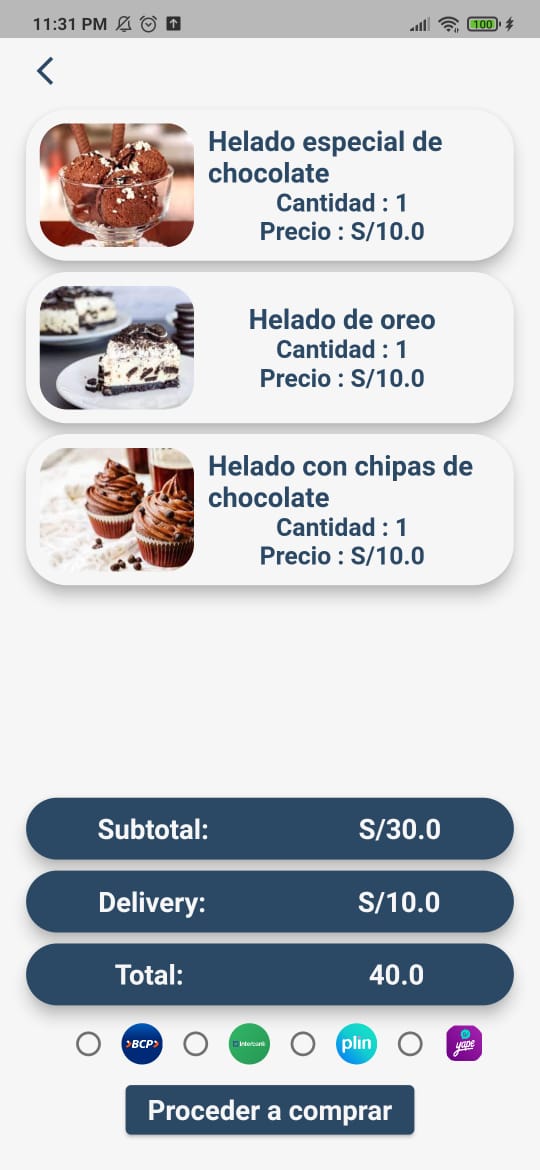 11:31 PM
100
Helado especial de
chocolate
Cantidad : 1
Precio : S/10.0
Helado de oreo
Cantidad : 1
Precio : S/10.0
Helado con chipas de
chocolate
Cantidad : 1
Precio : S/10.0
Subtotal: S/30.0
Delivery: S/10.0
Total: 40.0
BCP Interbank plin yape
Proceder a comprar